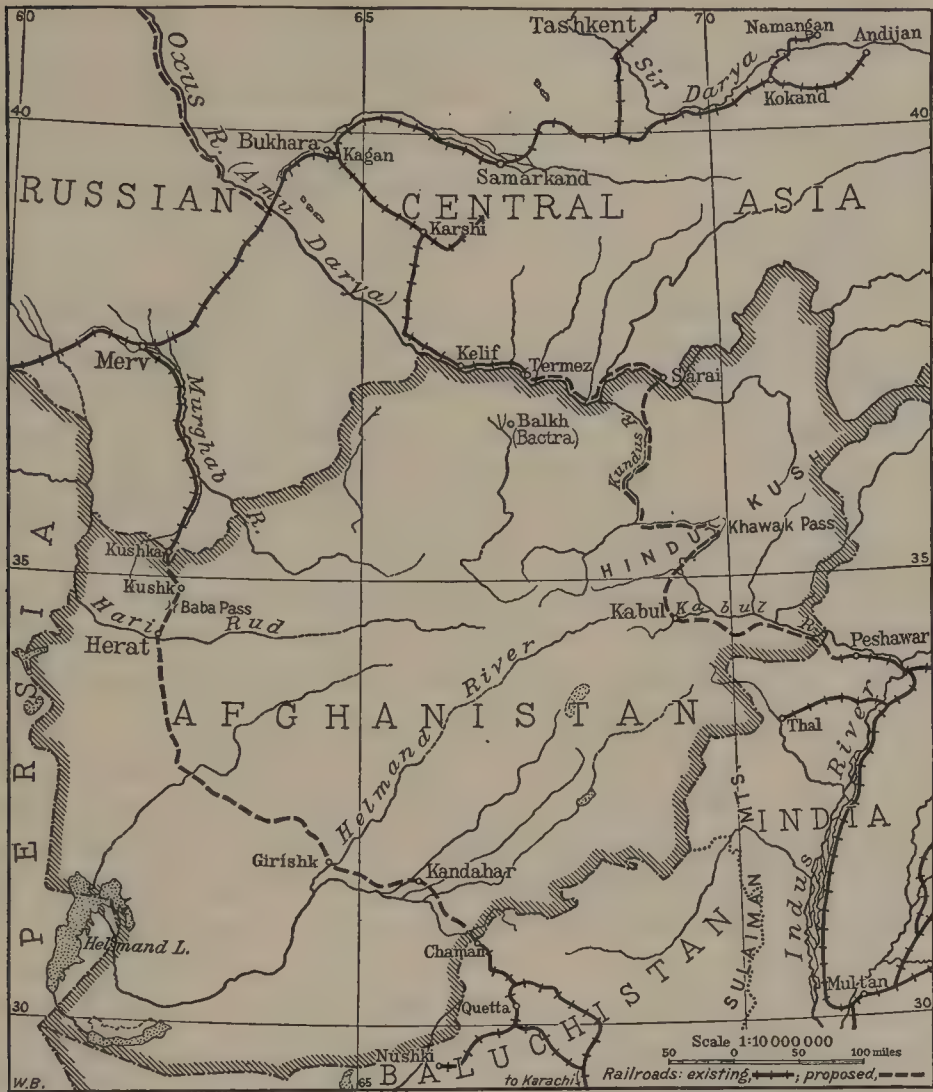 60
65
70
Tashkent
Namangan
Andijan
Oxus R. (Amu Darya)
Sir Darya
Kokand
40
40
Bukhara
Kagan
Samarkand
RUSSIAN CENTRAL ASIA
Karshi
Merv
Kelif
Termez
Sarai
Murghab R.
Balkh
(Bactra)
Kundus R.
HINDU KUSH
Khawak Pass
Kushka
35
35
Kushk
Baba Pass
Hari Rud
Kabul
Kabul R.
Herat
Peshawar
PERSIA
AFGHANISTAN
Helmand River
Thal
INDIA
Indus River
SULAIMAN MTS.
Girishk
Kandahar
Helmand L.
Chaman
BALUCHISTAN
Multan
Quetta
30
30
Nushki
to Karachi
65
Scale 1:10 000 000
50 0 50 100 miles
Railroads: existing, ; proposed,
W.B.